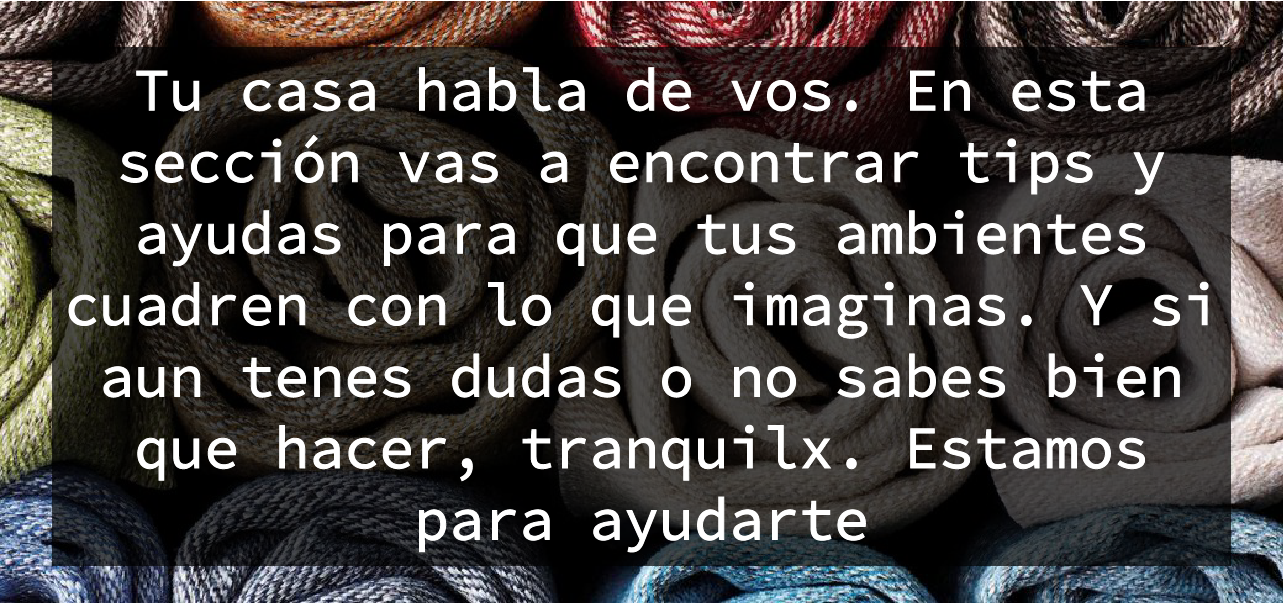 Tu casa habla de vos. En esta
sección vas a encontrar tips y
ayudas para que tus ambientes
cuadren con lo que imaginas. Y si
aun tenes dudas o no sabes bien
que hacer, tranquilx. Estamos
para ayudarte